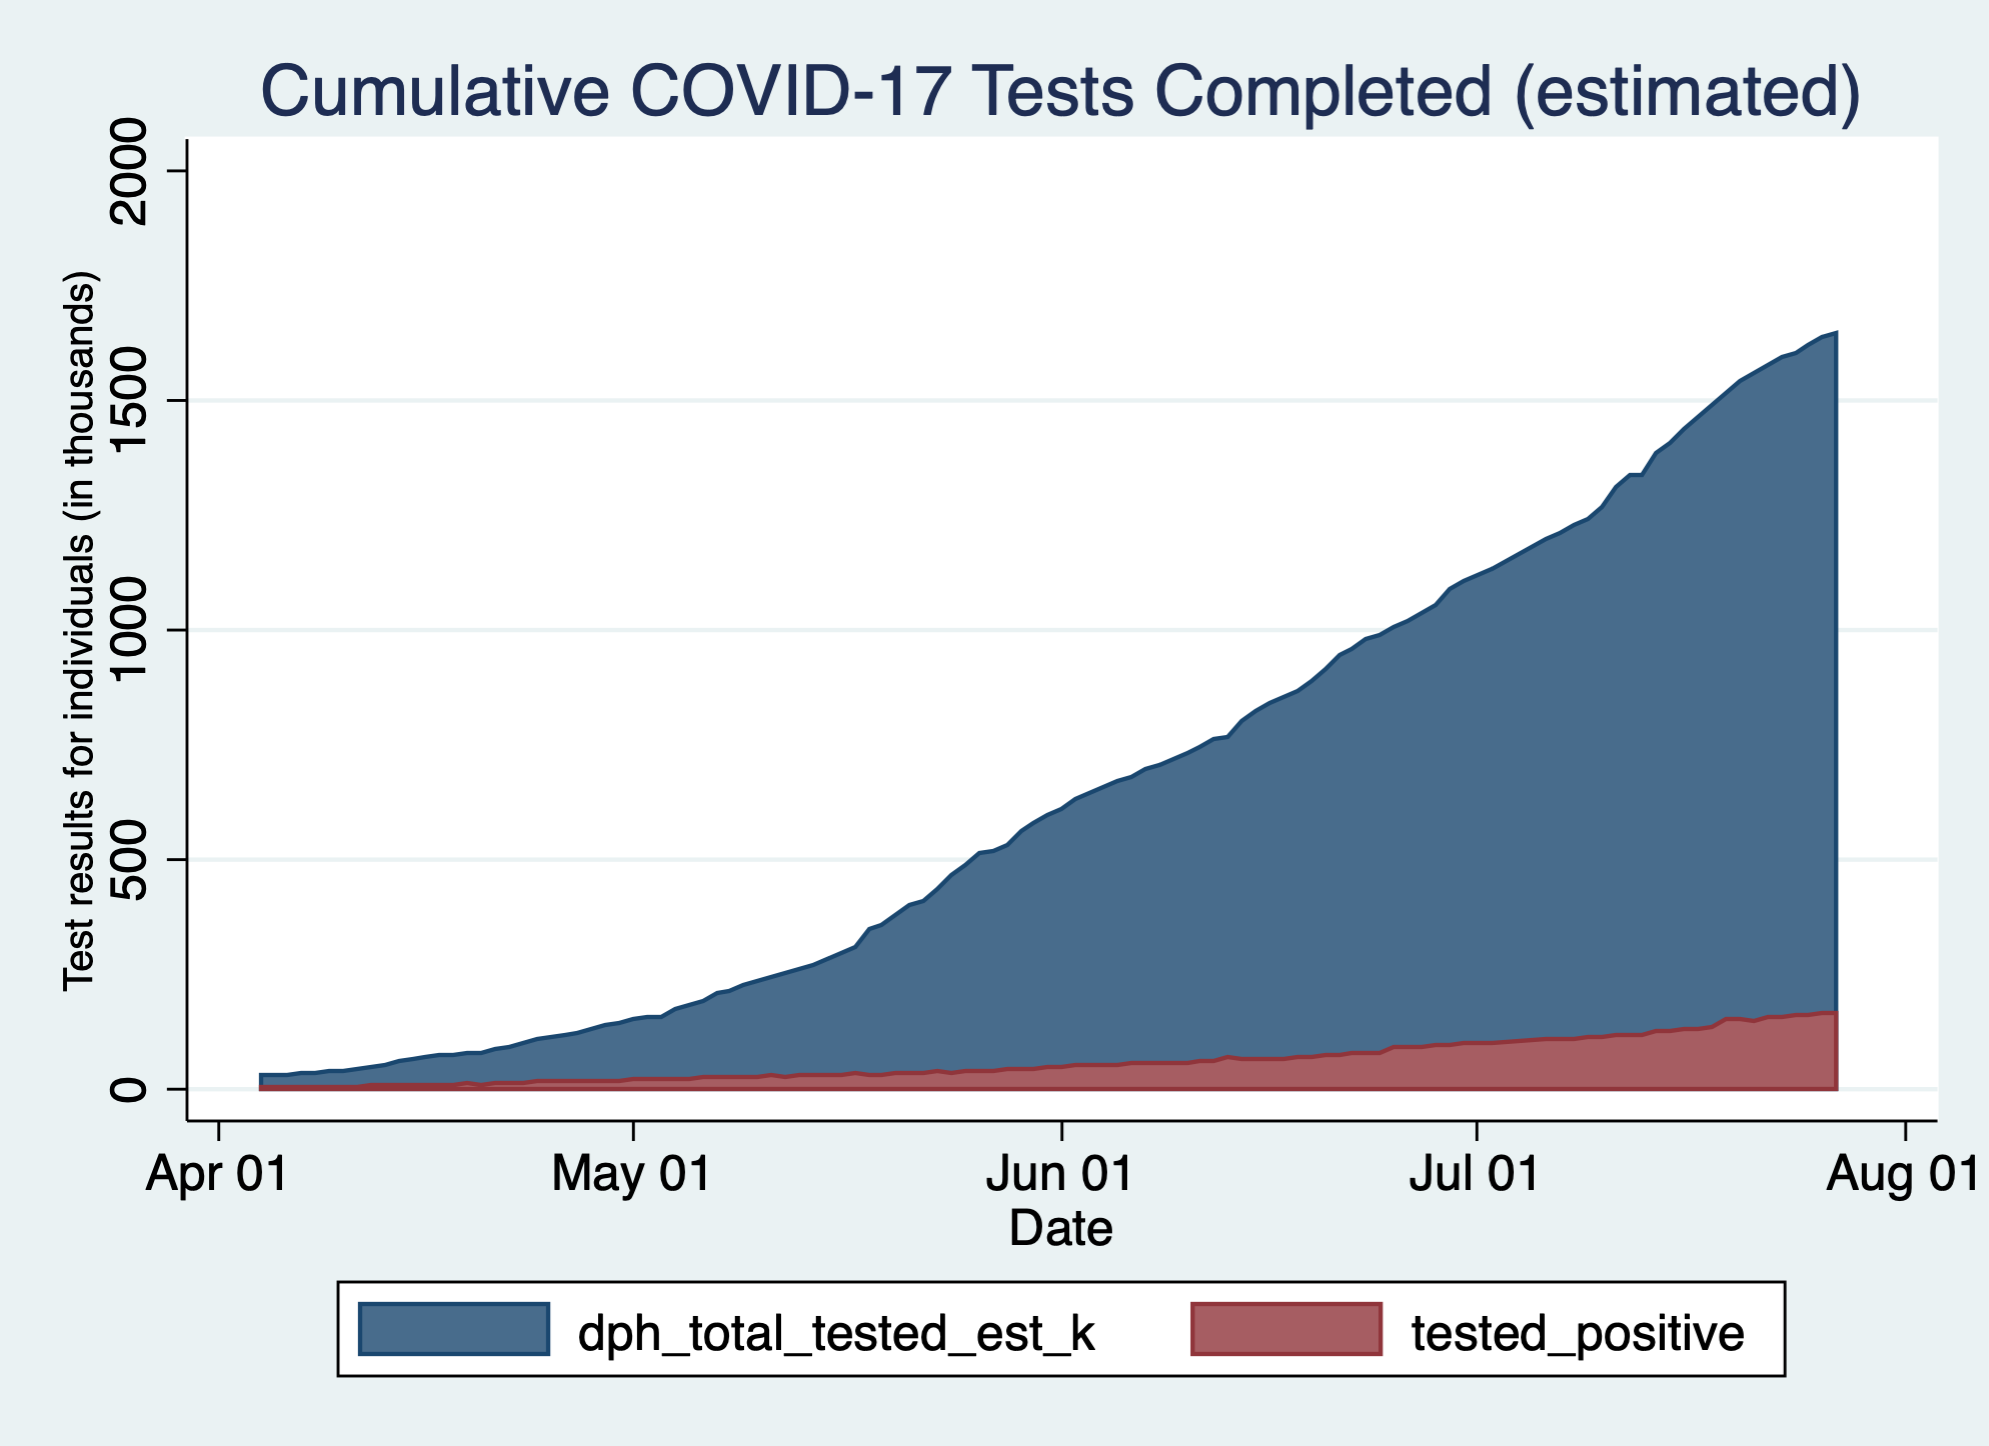 Cumulative COVID-17 Tests Completed (estimated)
Test results for individuals (in thousands)
2000
1500
1000
500
0
Apr 01
May 01
Jun 01
Jul 01
Aug 01
Date
dph_total_tested_est_k
tested_positive